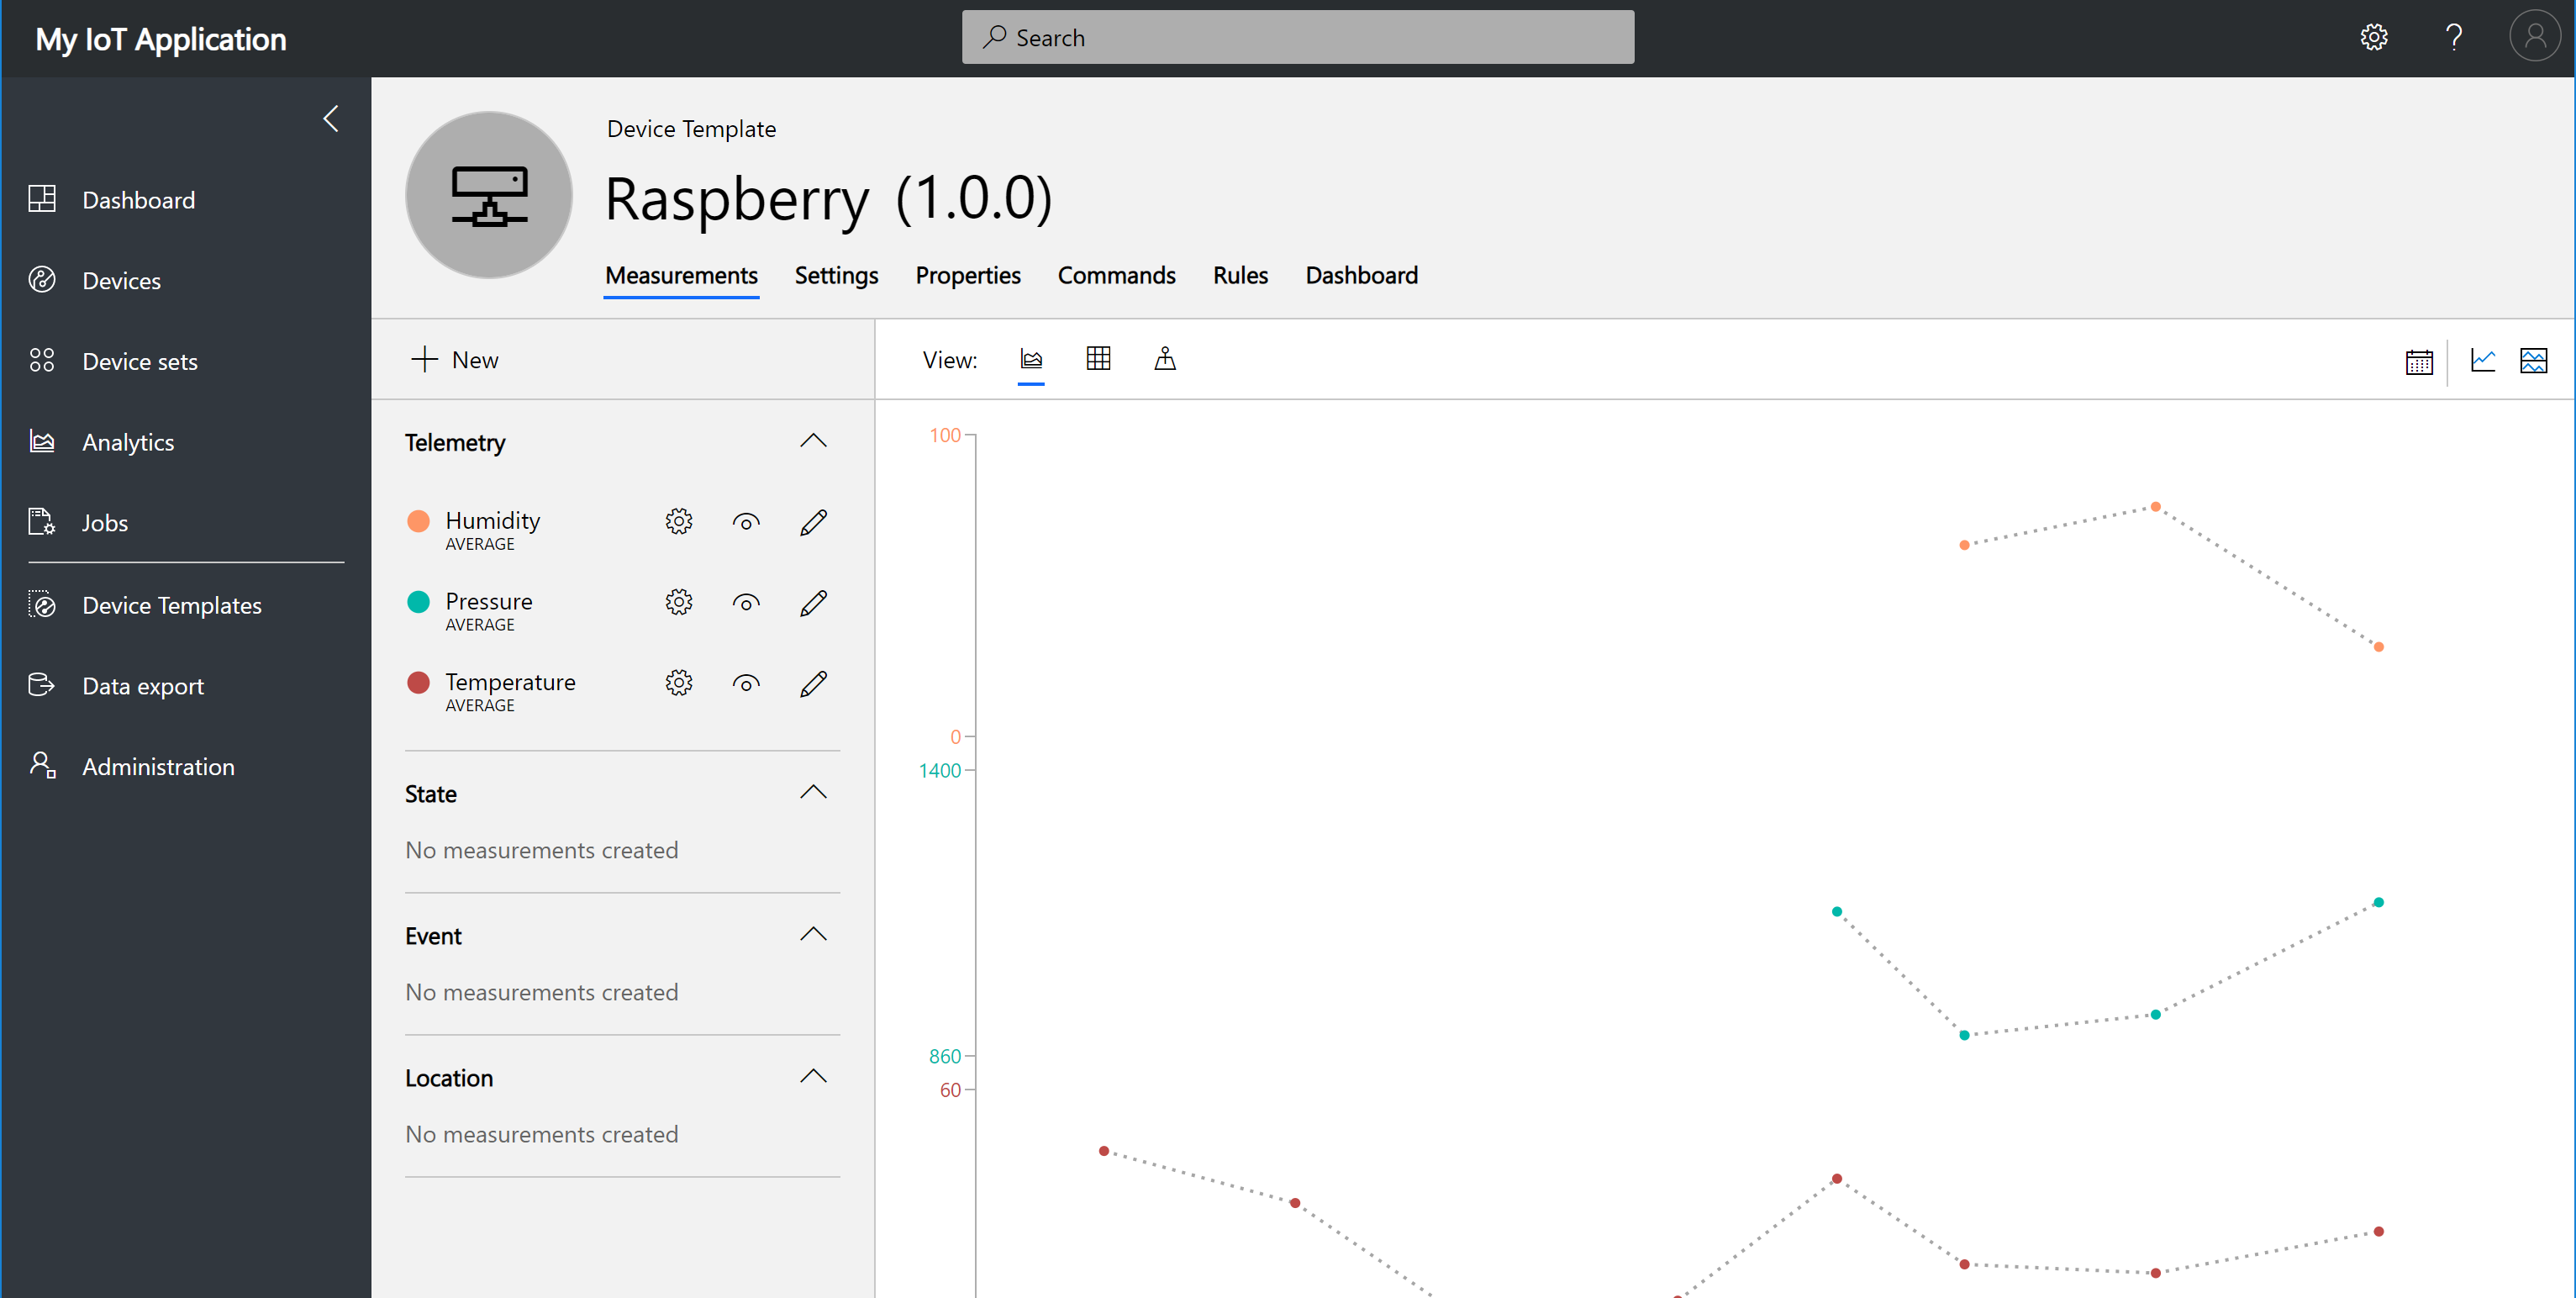 My IoT Application
Search
Dashboard
Devices
Device sets
Analytics
Jobs
Device Templates
Data export
Administration
Device Template
Raspberry (1.0.0)
Measurements Settings Properties Commands Rules Dashboard
New
Telemetry
Humidity
AVERAGE
Pressure
AVERAGE
Temperature
AVERAGE
State
No measurements created
Event
No measurements created
Location
No measurements created
View:
100
0
1400
860
60